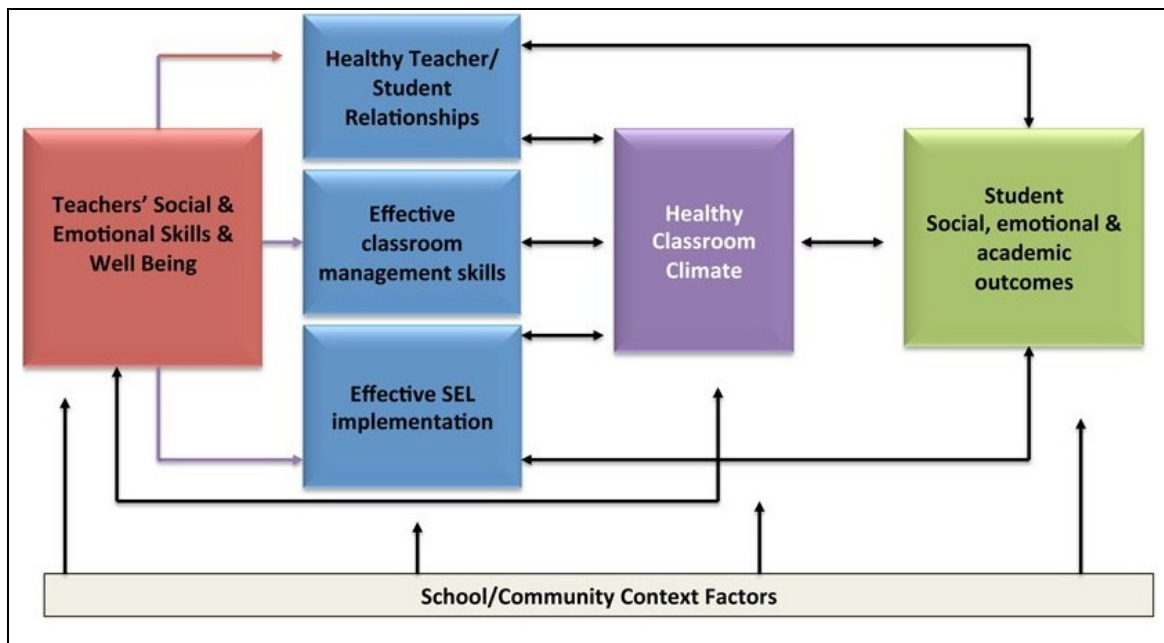 Healthy Teacher/
Student
Relationships
Teachers’ Social &
Emotional Skills &
Well Being
Effective
classroom
management skills
Healthy
Classroom
Climate
Student
Social, emotional &
academic
outcomes
Effective SEL
implementation
School/Community Context Factors